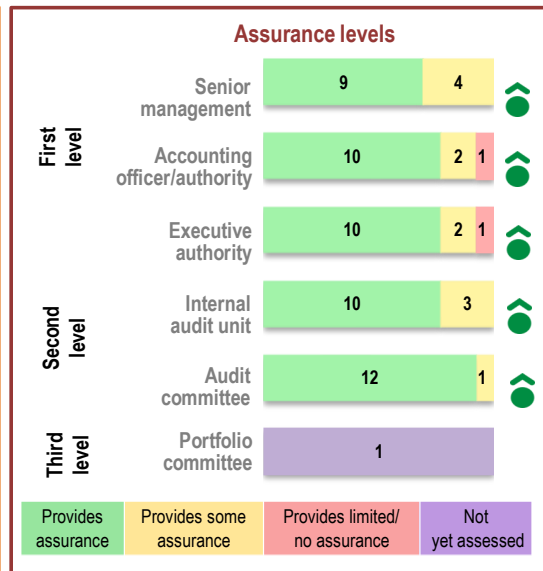 Assurance levels
First
level
Senior
management
9 4
Accounting
officer/authority
10 2 1
Executive
authority
10 2 1
Second
level
Internal
audit unit
10 3
Audit
committee
12 1
Third
level
Portfolio
committee
1
Provides
assurance
Provides some
assurance
Provides limited/
no assurance
Not
yet assessed